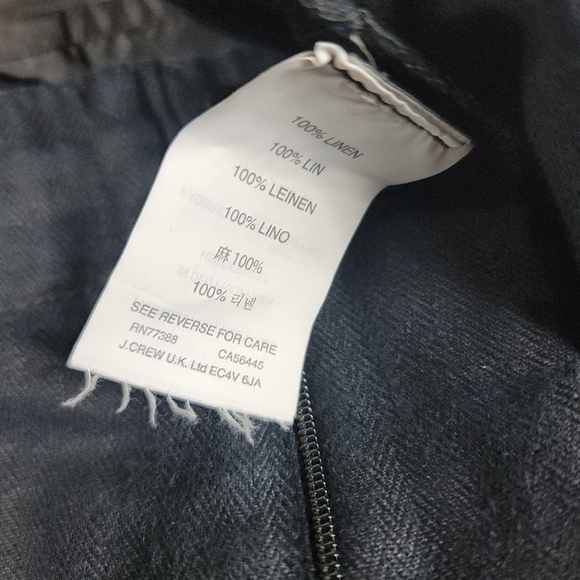 100% LINEN
100% LIN
100% LEINEN
100% LINO
麻 100%
100% 리넨
SEE REVERSE FOR CARE
RN77388 CA56445
J.CREW U.K. Ltd EC4V 6JA